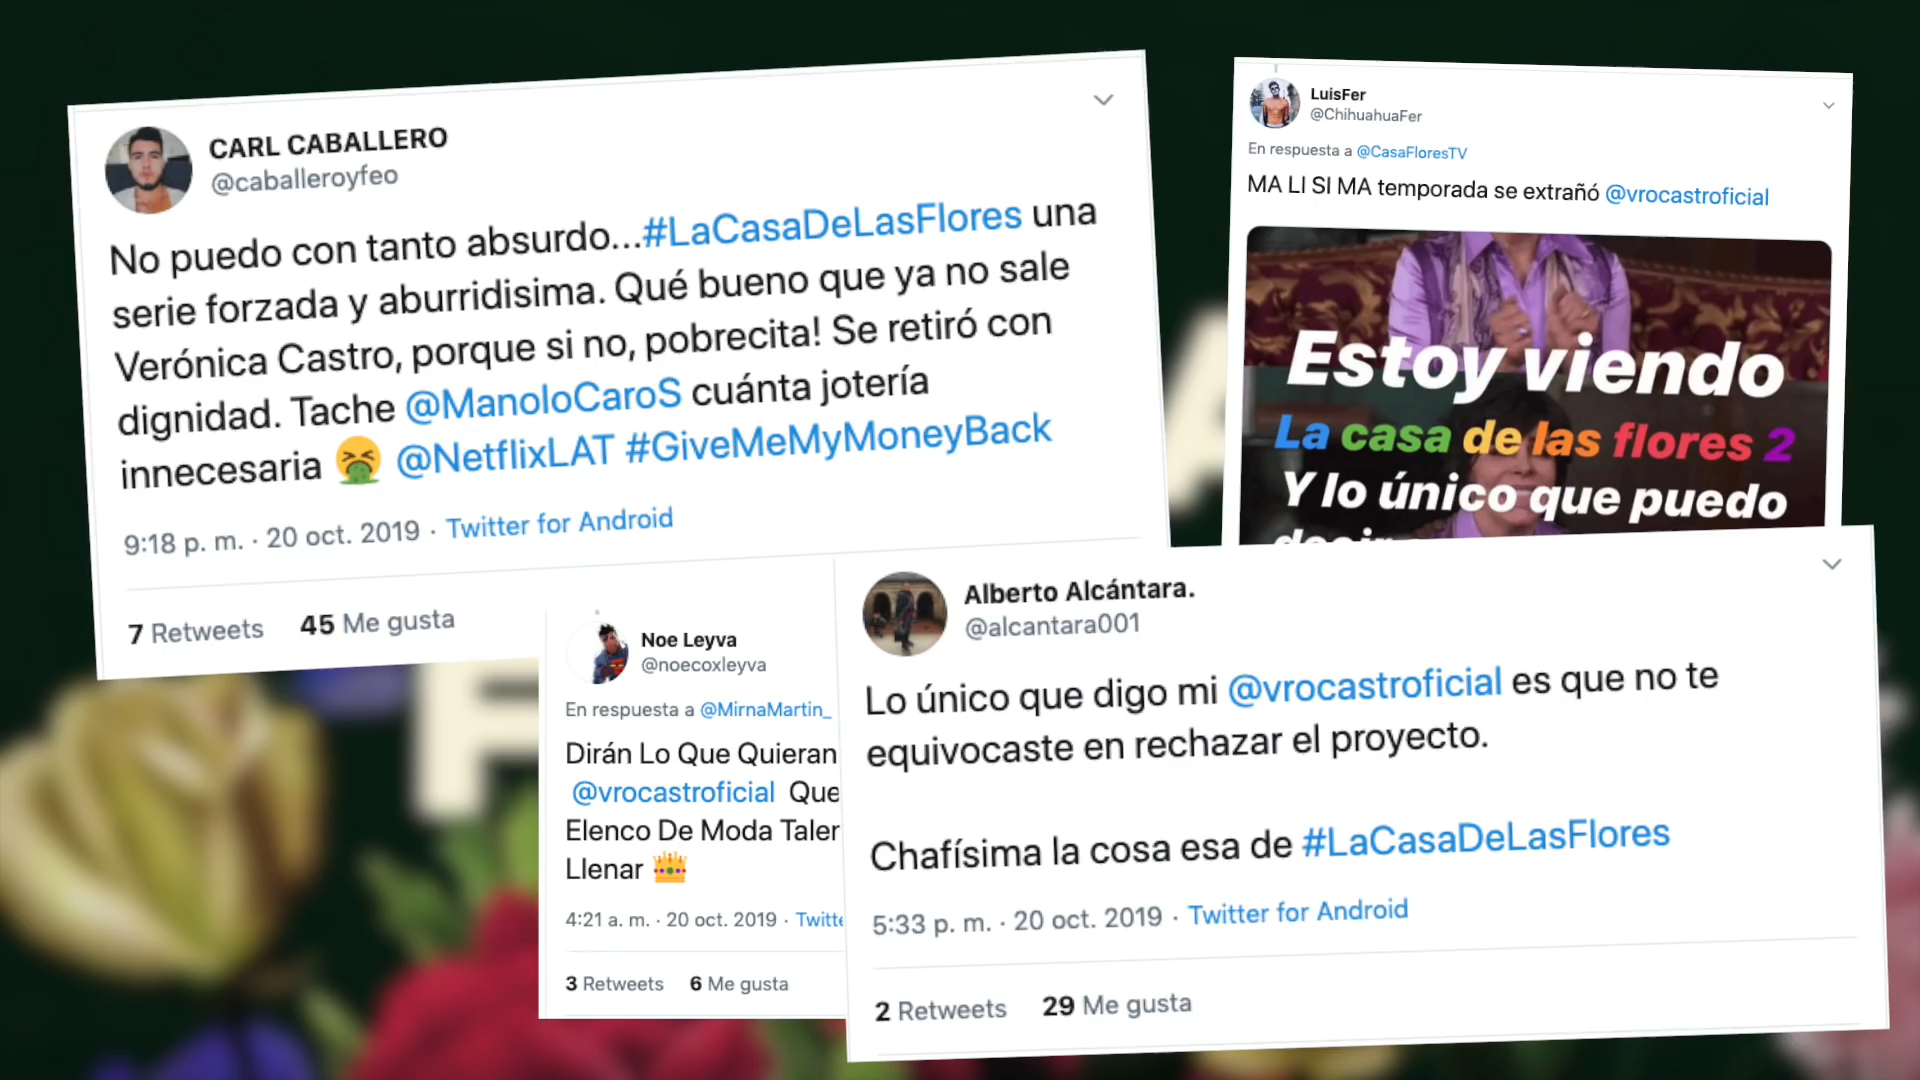 CARL CABALLERO
@caballeroyfeo
No puedo con tanto absurdo...#LaCasaDeLasFlores una
serie forzada y aburridisima. Qué bueno que ya no sale
Verónica Castro, porque si no, pobrecita! Se retiró con
dignidad. Tache @ManoloCaroS cuánta jotería
innecesaria 🤮 @NetflixLAT #GiveMeMyMoneyBack
9:18 p. m. · 20 oct. 2019 · Twitter for Android
7 Retweets 45 Me gusta
LuisFer
@ChihuahuaFer
En respuesta a @CasaFloresTV
MA LI SI MA temporada se extrañó @vrocastroficial
Estoy viendo
La casa de las flores 2
Y lo único que puedo
decir
Noe Leyva
@noecoxleyva
En respuesta a @MirnaMartin_
Dirán Lo Que Quieran
@vrocastroficial Que
Elenco De Moda Taler
Llenar 👑
4:21 a. m. · 20 oct. 2019 · Twitte
3 Retweets 6 Me gusta
Alberto Alcántara.
@alcantara001
Lo único que digo mi @vrocastroficial es que no te
equivocaste en rechazar el proyecto.
Chafísima la cosa esa de #LaCasaDeLasFlores
5:33 p. m. · 20 oct. 2019 · Twitter for Android
2 Retweets 29 Me gusta